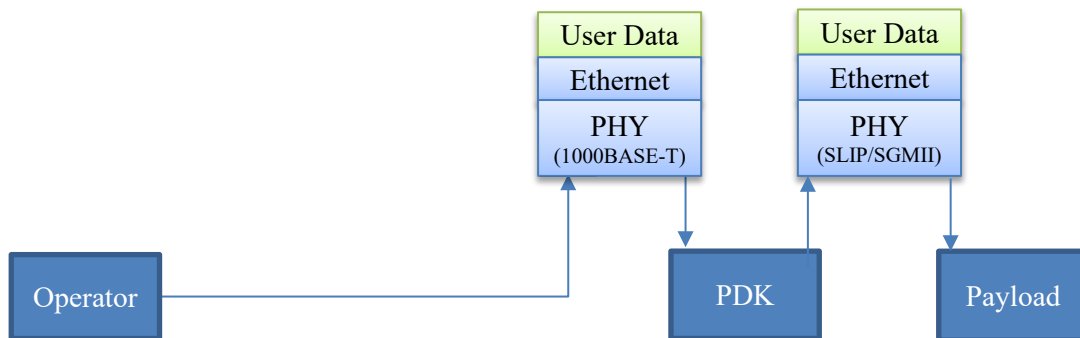 User Data
Ethernet
PHY
(1000BASE-T)
User Data
Ethernet
PHY
(SLIP/SGMII)
Operator
PDK
Payload